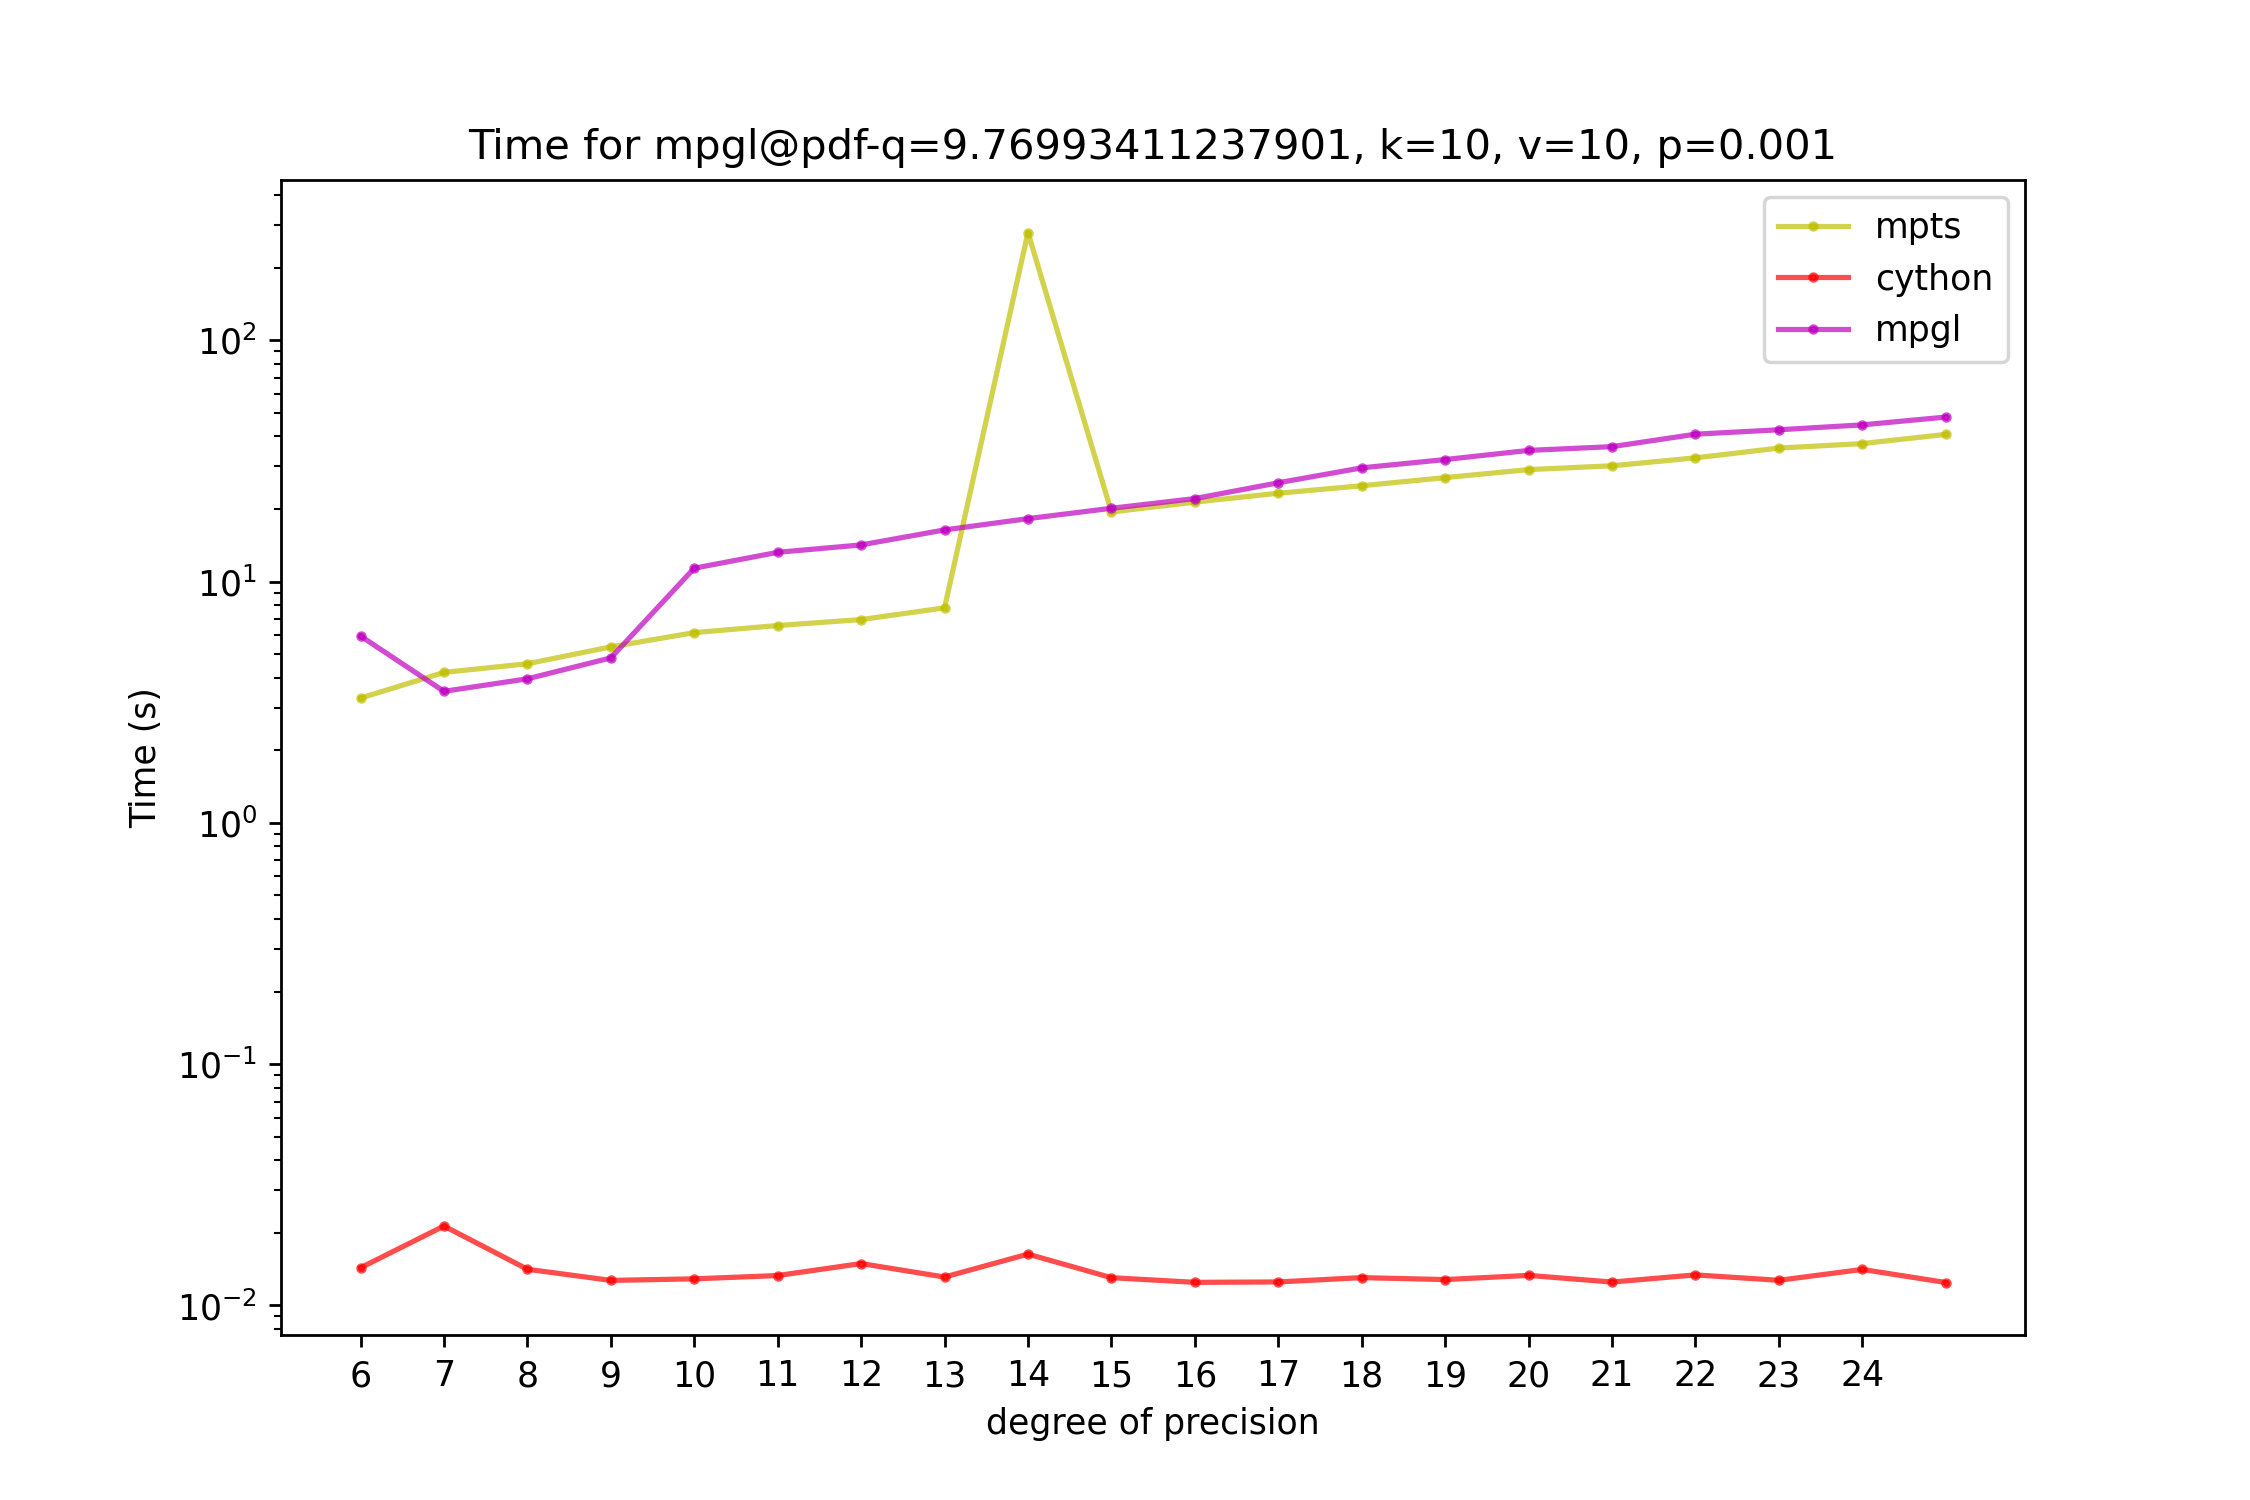 Time for mpgl@pdf-q=9.76993411237901, k=10, v=10, p=0.001
mpts
cython
mpgl
10²
10¹
10⁰
10⁻¹
10⁻²
Time (s)
6 7 8 9 10 11 12 13 14 15 16 17 18 19 20 21 22 23 24
degree of precision